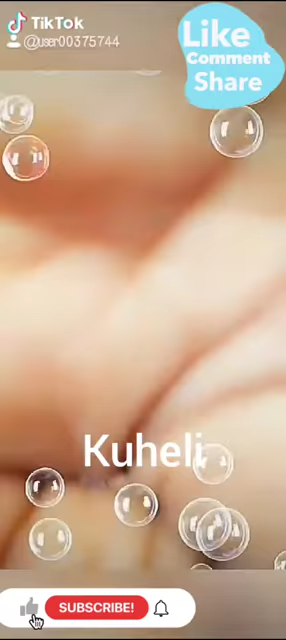 TikTok
@user00375744
Like
Comment
Share
Kuheli
SUBSCRIBE!